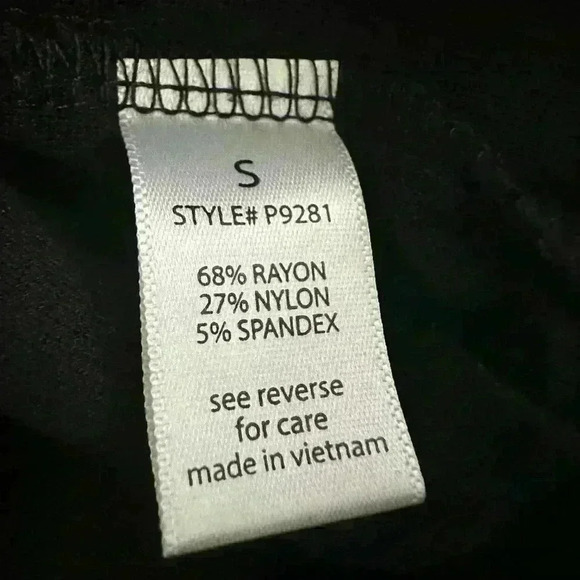 S
STYLE# P9281
68% RAYON
27% NYLON
5% SPANDEX
see reverse
for care
made in vietnam